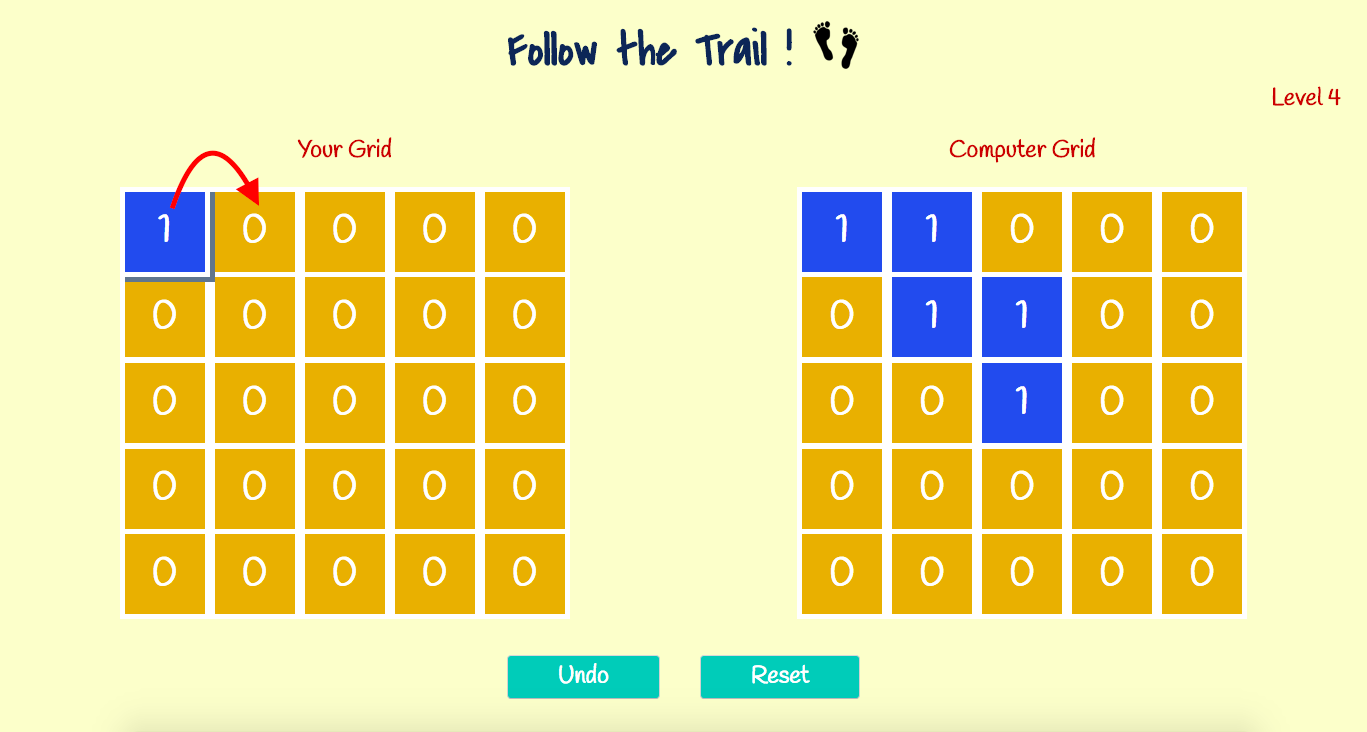 Follow the Trail !
Level 4
Your Grid
1 0 0 0 0
0 0 0 0 0
0 0 0 0 0
0 0 0 0 0
0 0 0 0 0
Computer Grid
1 1 0 0 0
0 1 1 0 0
0 0 1 0 0
0 0 0 0 0
0 0 0 0 0
Undo
Reset